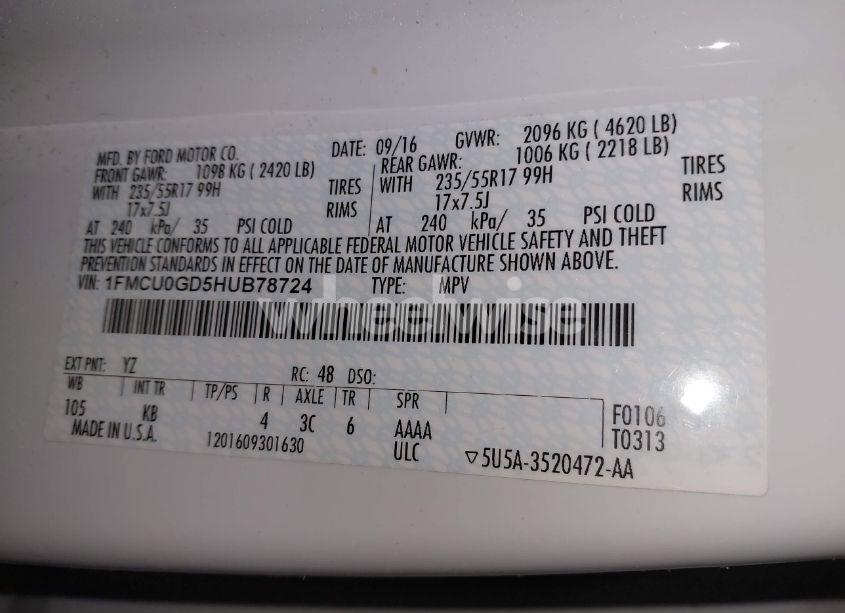 MFD. BY FORD MOTOR CO. DATE: 09/16 GVWR: 2096 KG ( 4620 LB)
FRONT GAWR: 1098 KG ( 2420 LB) REAR GAWR: 1006 KG ( 2218 LB)
WITH 235/55R17 99H TIRES WITH 235/55R17 99H TIRES
17x7.5J RIMS 17x7.5J RIMS
AT 240 kPa/ 35 PSI COLD AT 240 kPa/ 35 PSI COLD
THIS VEHICLE CONFORMS TO ALL APPLICABLE FEDERAL MOTOR VEHICLE SAFETY AND THEFT
PREVENTION STANDARDS IN EFFECT ON THE DATE OF MANUFACTURE SHOWN ABOVE.
VIN: 1FMCU0GD5HUB78724 TYPE: MPV
wheelwise
EXT PNT: YZ RC: 48 DSO:
WB INT TR TP/PS R AXLE TR SPR
105 KB 4 3C 6 AAAA F0106
MADE IN U.S.A. 1201609301630 ULC T0313
▽5U5A-3520472-AA